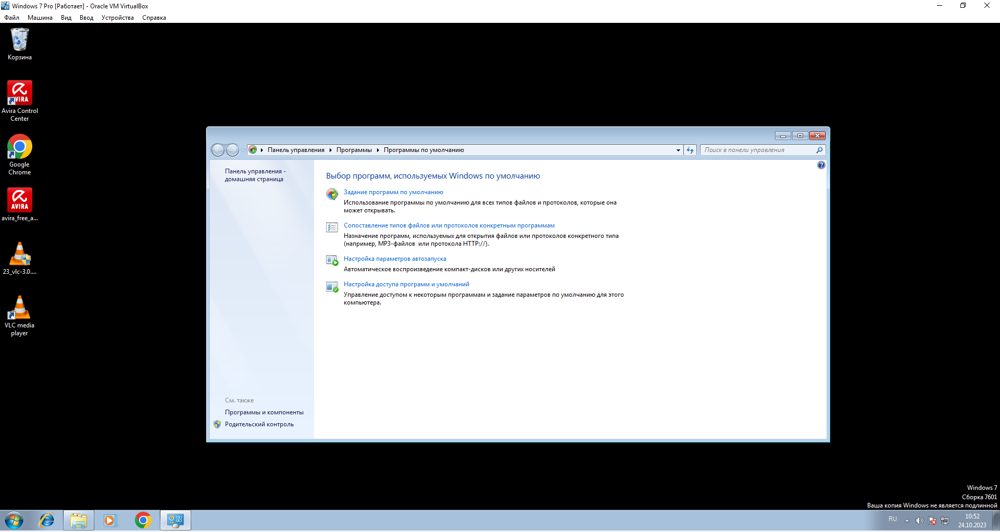 Windows 7 Pro [Работает] - Oracle VM VirtualBox
Файл Машина Вид Ввод Устройства Справка
Корзина
AVIRA
Avira Control
Center
Google
Chrome
AVIRA
avira_free_a...
23_vlc-3.0....
VLC media
player
Панель управления Программы Программы по умолчанию
Поиск в панели управления
Панель управления -
домашняя страница
Выбор программ, используемых Windows по умолчанию
Задание программ по умолчанию
Использование программы по умолчанию для всех типов файлов и протоколов, которые она
может открывать.
Сопоставление типов файлов или протоколов конкретным программам
Назначение программ, используемых для открытия файлов или протоколов конкретного типа
(например, MP3-файлов  или протокола HTTP://).
Настройка параметров автозапуска
Автоматическое воспроизведение компакт-дисков или других носителей
Настройка доступа программ и умолчаний
Управление доступом к некоторым программам и задание параметров по умолчанию для этого
компьютера.
См. также
Программы и компоненты
Родительский контроль
Windows 7
Сборка 7601
Ваша копия Windows не является подлинной
RU
10:52
24.10.2023